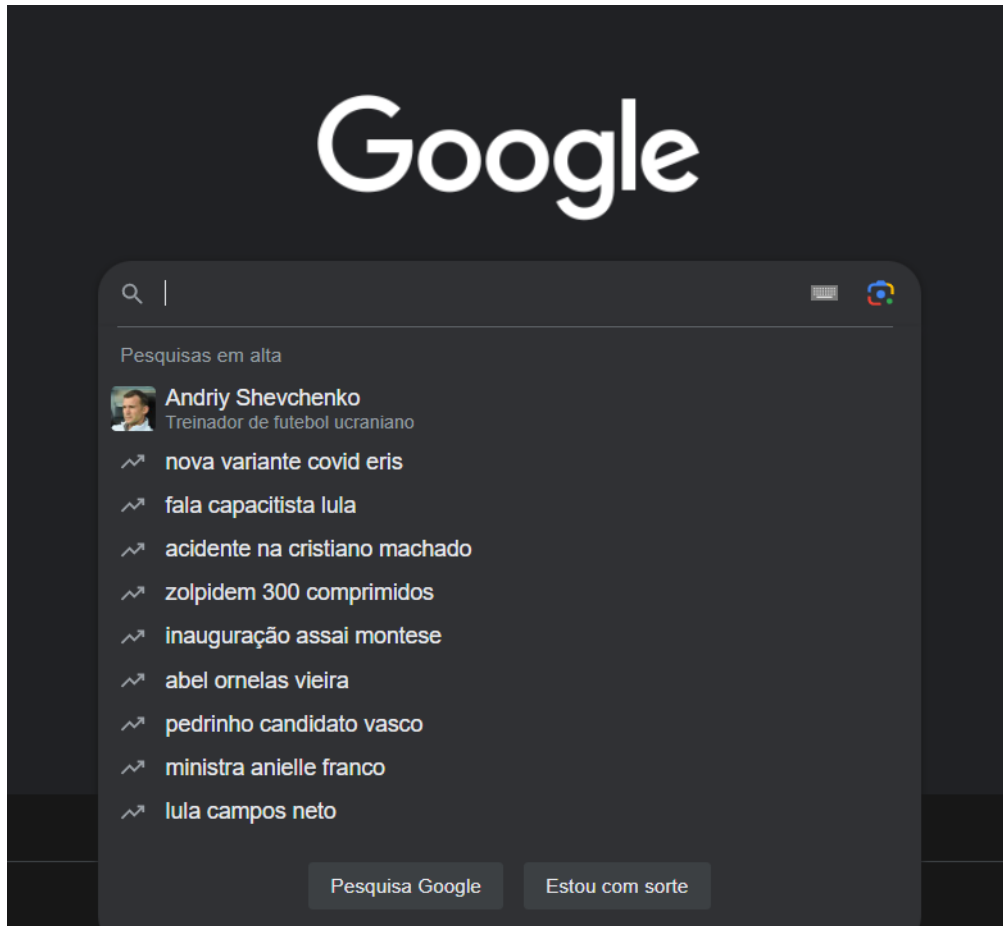 Google
Pesquisas em alta
Andriy Shevchenko
Treinador de futebol ucraniano
nova variante covid eris
fala capacitista lula
acidente na cristiano machado
zolpidem 300 comprimidos
inauguração assai montese
abel ornelas vieira
pedrinho candidato vasco
ministra anielle franco
lula campos neto
Pesquisa Google
Estou com sorte